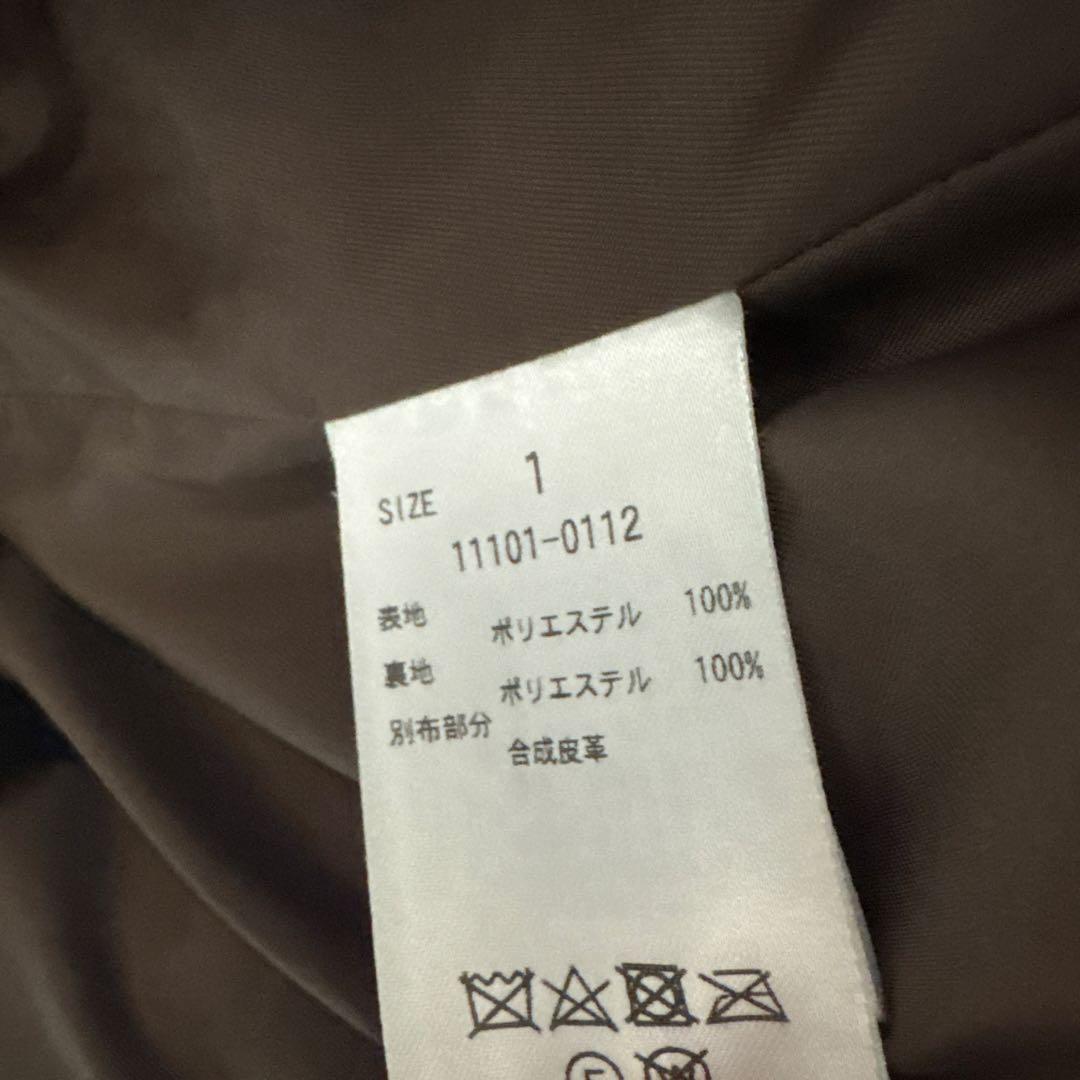 SIZE 1
11101-0112
表地 ポリエステル 100%
裏地 ポリエステル 100%
別布部分 合成皮革